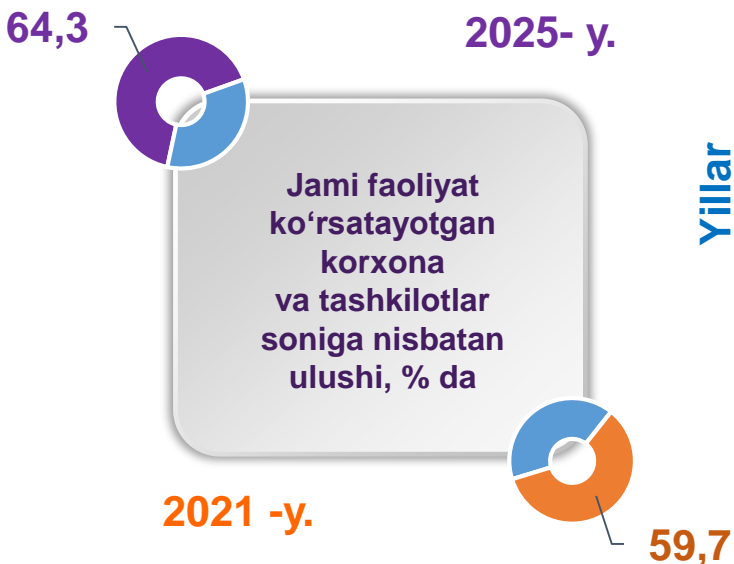 64,3
2025- y.
Yillar
Jami faoliyat
ko‘rsatayotgan
korxona
va tashkilotlar
soniga nisbatan
ulushi, % da
2021 -y.
59,7